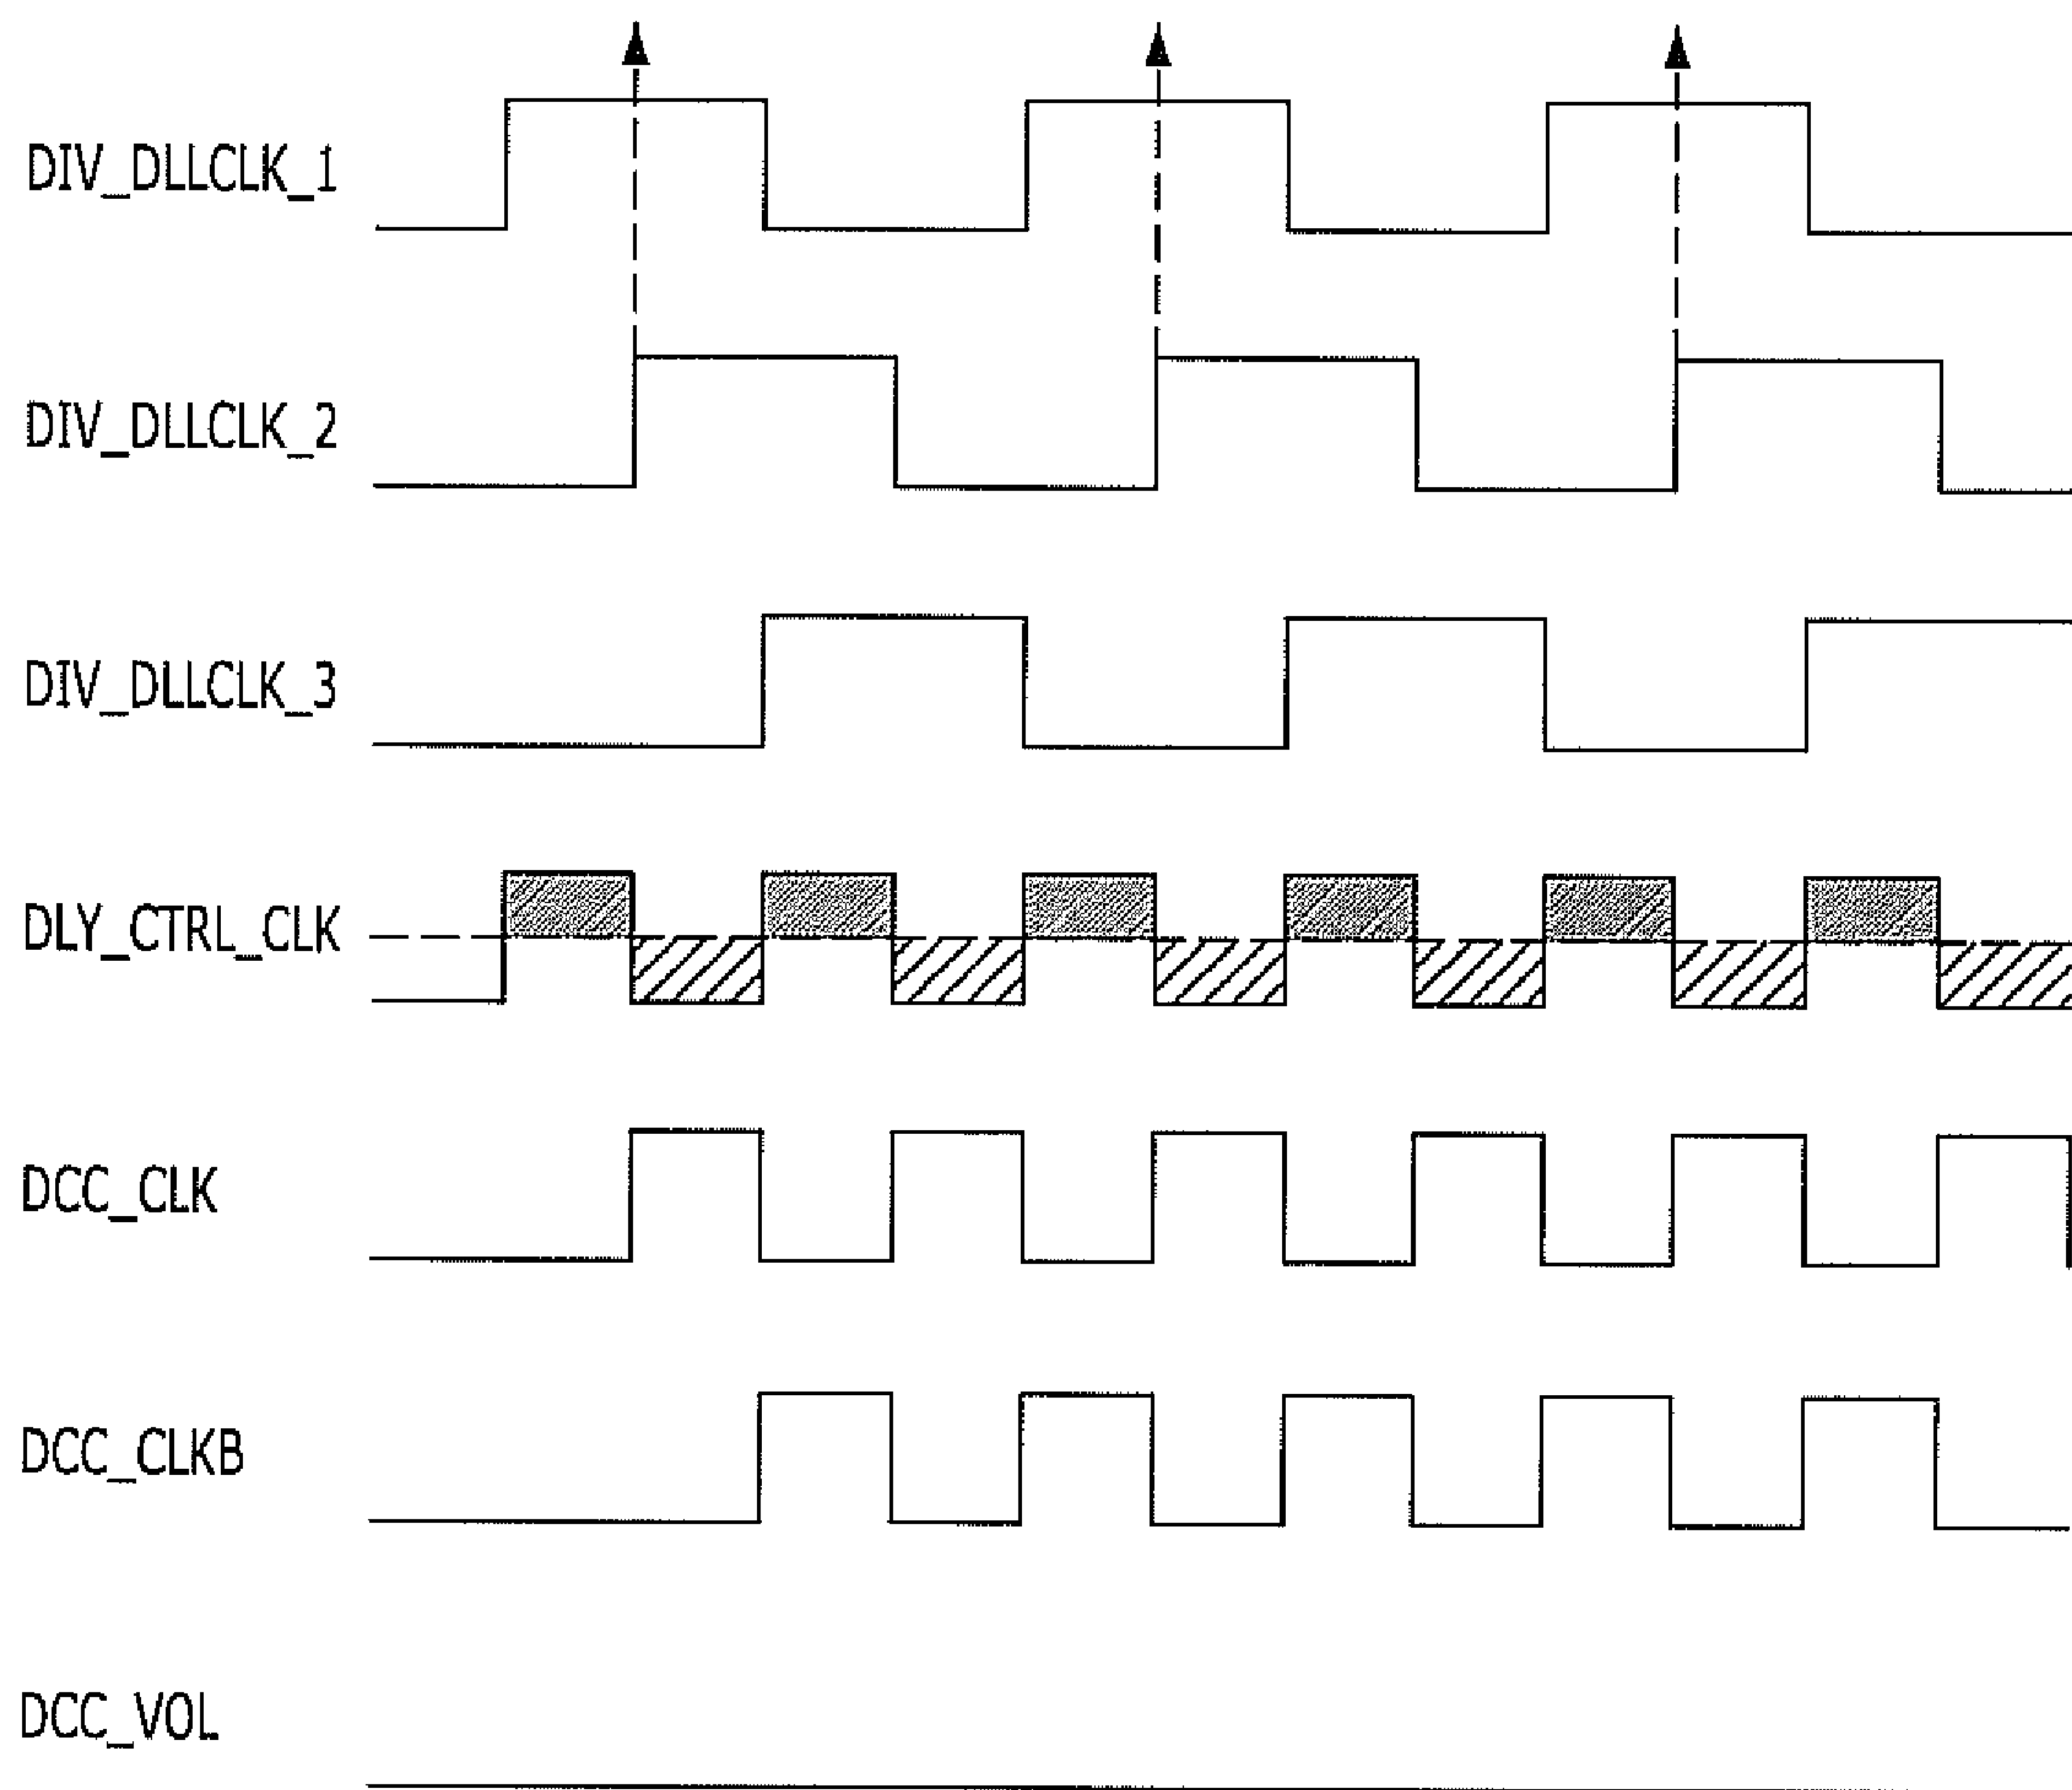 DIV_DLLCLK_1
DIV_DLLCLK_2
DIV_DLLCLK_3
DLY_CTRL_CLK
DCC_CLK
DCC_CLKB
DCC_VOL